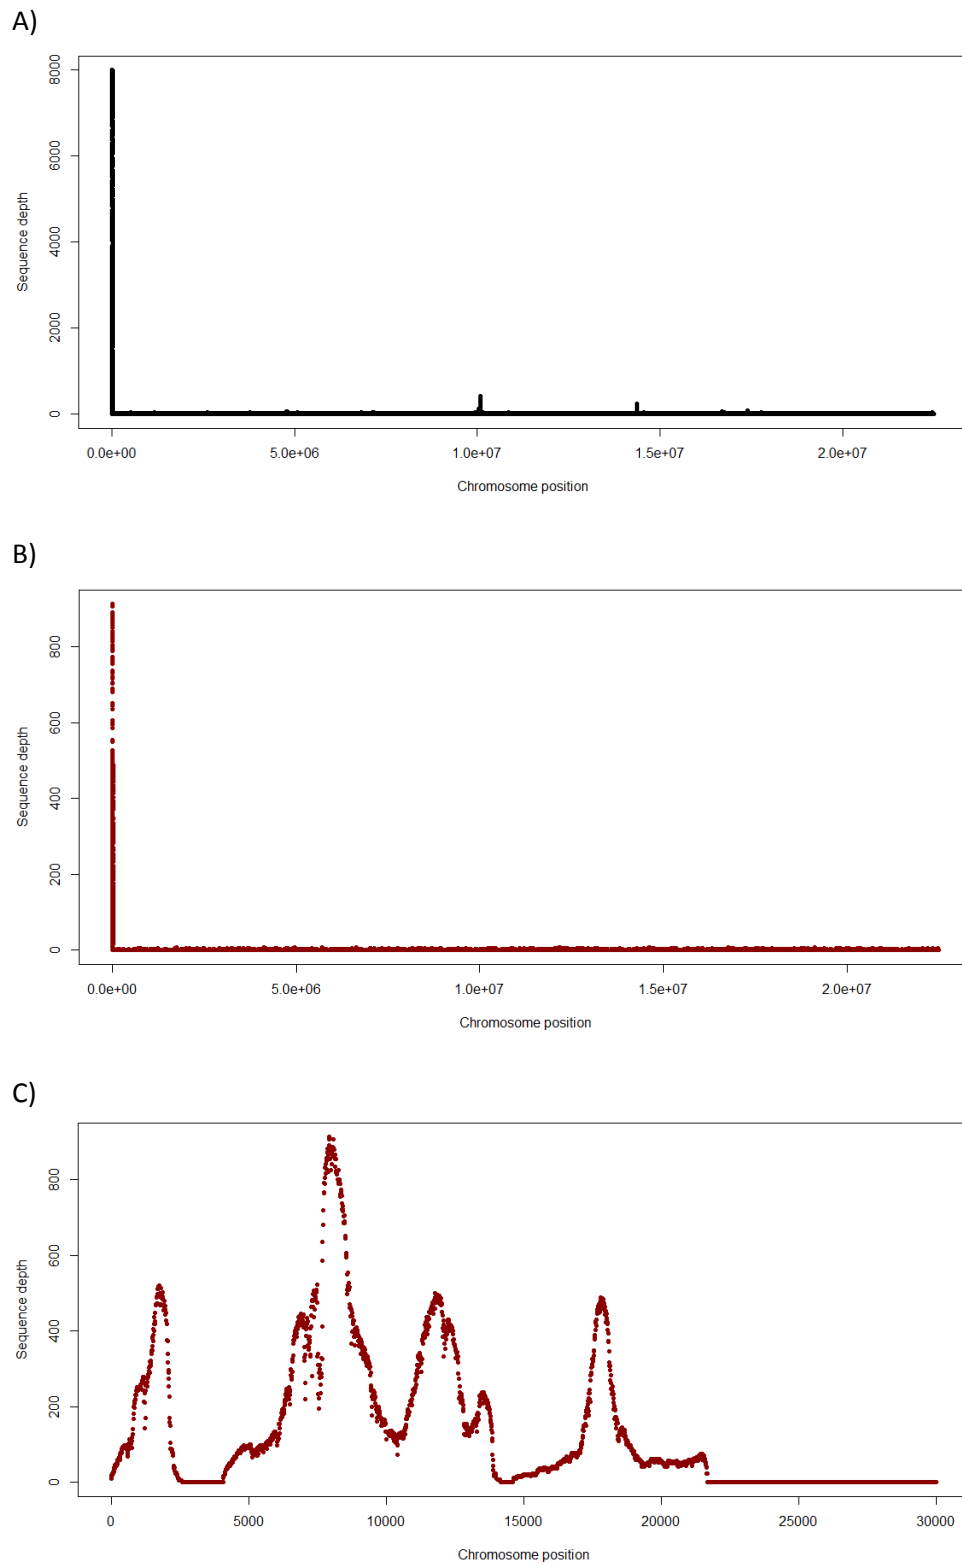 A)
8000
6000
4000
2000
0
Sequence depth
0.0e+00 5.0e+06 1.0e+07 1.5e+07 2.0e+07
Chromosome position
B)
800
600
400
200
0
Sequence depth
0.0e+00 5.0e+06 1.0e+07 1.5e+07 2.0e+07
Chromosome position
C)
800
600
400
200
0
Sequence depth
0 5000 10000 15000 20000 25000 30000
Chromosome position